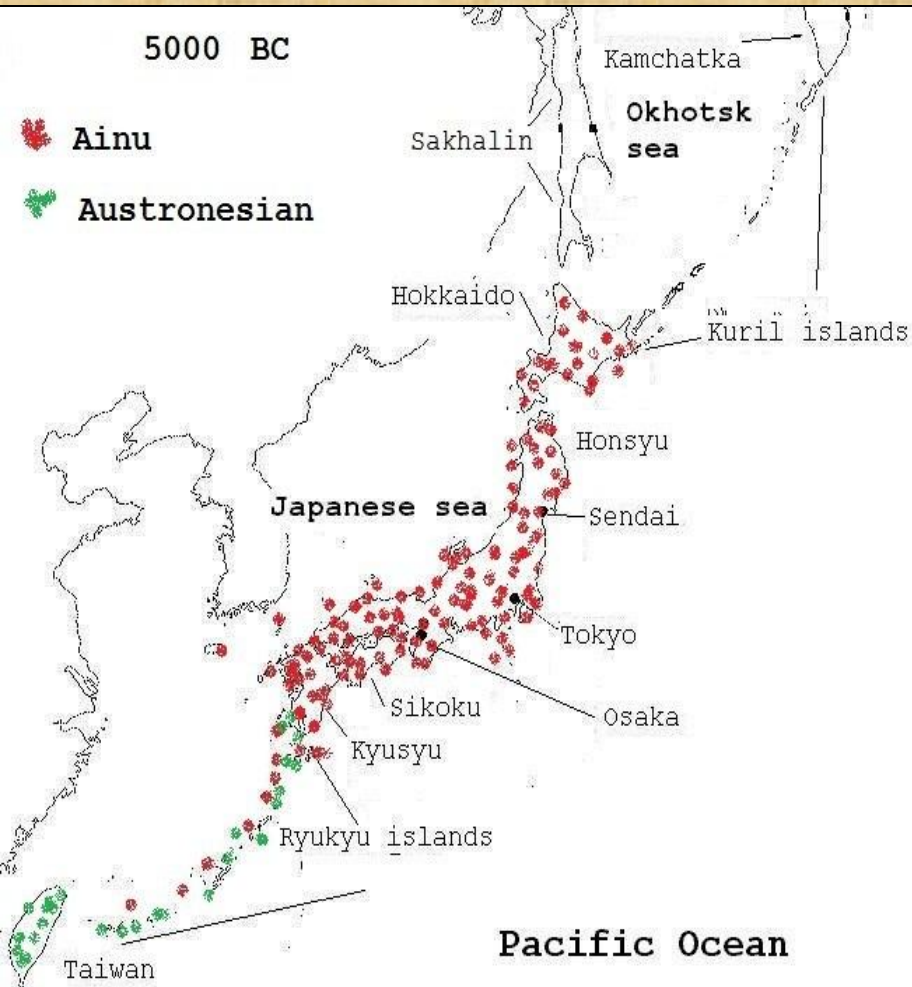 5000 BC
Kamchatka
Ainu
Okhotsk
sea
Sakhalin
Austronesian
Hokkaido
Kuril islands
Honsyu
Japanese sea
Sendai
Tokyo
Sikoku
Osaka
Kyusyu
Ryukyu islands
Pacific Ocean
Taiwan